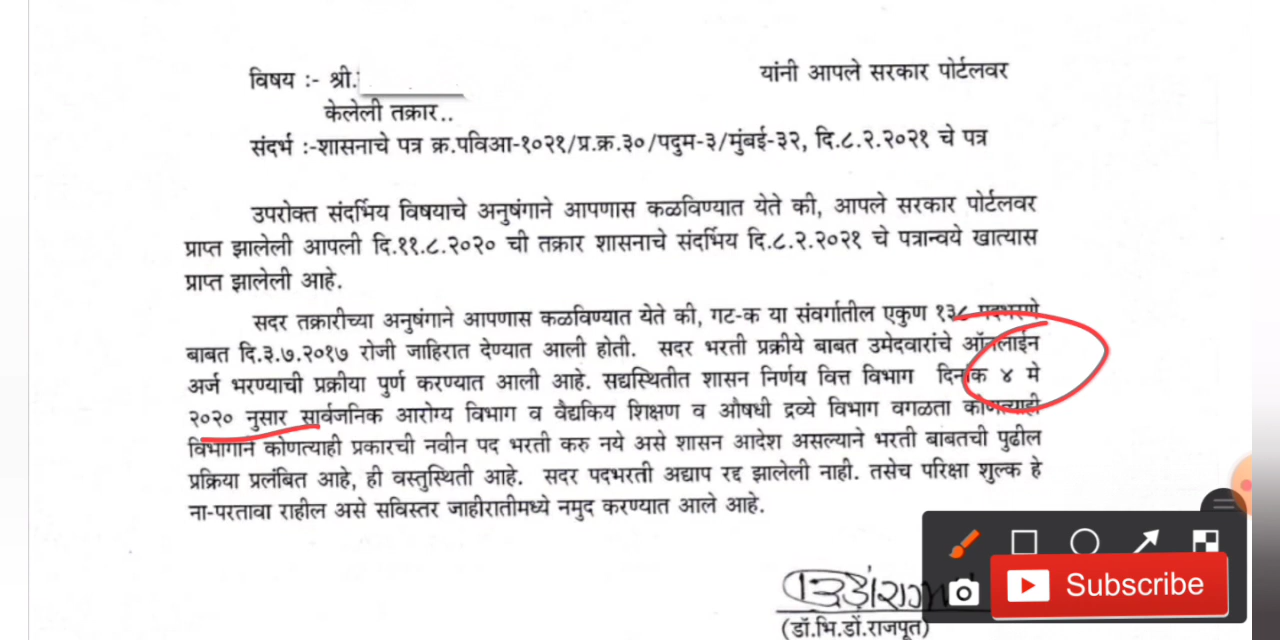 विषय :- श्री. यांनी आपले सरकार पोर्टलवर
केलेली तक्रार..
संदर्भ :-शासनाचे पत्र क्र.पविआ-१०२१/प्र.क्र.३०/पदुम-३/मुंबई-३२, दि.८.२.२०२१ चे पत्र
उपरोक्त संदर्भिय विषयाचे अनुषंगाने आपणास कळविण्यात येते की, आपले सरकार पोर्टलवर
प्राप्त झालेली आपली दि.११.८.२०२० ची तक्रार शासनाचे संदर्भिय दि.८.२.२०२१ चे पत्रान्वये खात्यास
प्राप्त झालेली आहे.
सदर तक्रारीच्या अनुषंगाने आपणास कळविण्यात येते की, गट-क या संवर्गातील एकुण १३८ पदभरणे
बाबत दि.३.७.२०१७ रोजी जाहिरात देण्यात आली होती. सदर भरती प्रक्रीये बाबत उमेदवारांचे ऑनलाईन
अर्ज भरण्याची प्रक्रीया पुर्ण करण्यात आली आहे. सद्यस्थितीत शासन निर्णय वित्त विभाग दिनांक ४ मे
२०२० नुसार सार्वजनिक आरोग्य विभाग व वैद्यकिय शिक्षण व औषधी द्रव्ये विभाग वगळता कोणत्याही
विभागाने कोणत्याही प्रकारची नवीन पद भरती करु नये असे शासन आदेश असल्याने भरती बाबतची पुढील
प्रक्रिया प्रलंबित आहे, ही वस्तुस्थिती आहे. सदर पदभरती अद्याप रद्द झालेली नाही. तसेच परिक्षा शुल्क हे
ना-परतावा राहील असे सविस्तर जाहीरातीमध्ये नमुद करण्यात आले आहे.
Subscribe
(डॉ.भि.डों.राजपूत)